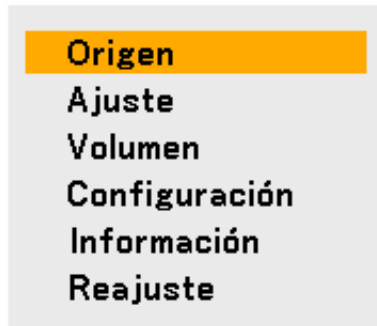 Origen
Ajuste
Volumen
Configuración
Información
Reajuste